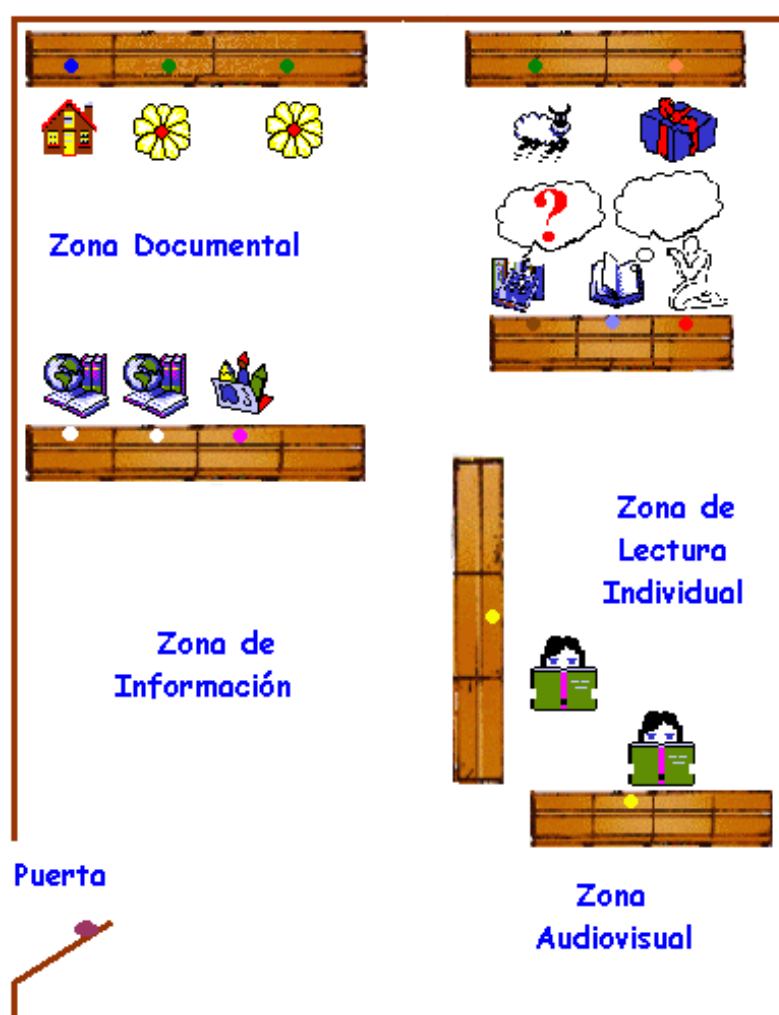 Zona Documental
?
Zona de
Lectura
Individual
Zona de
Información
Puerta
Zona
Audiovisual